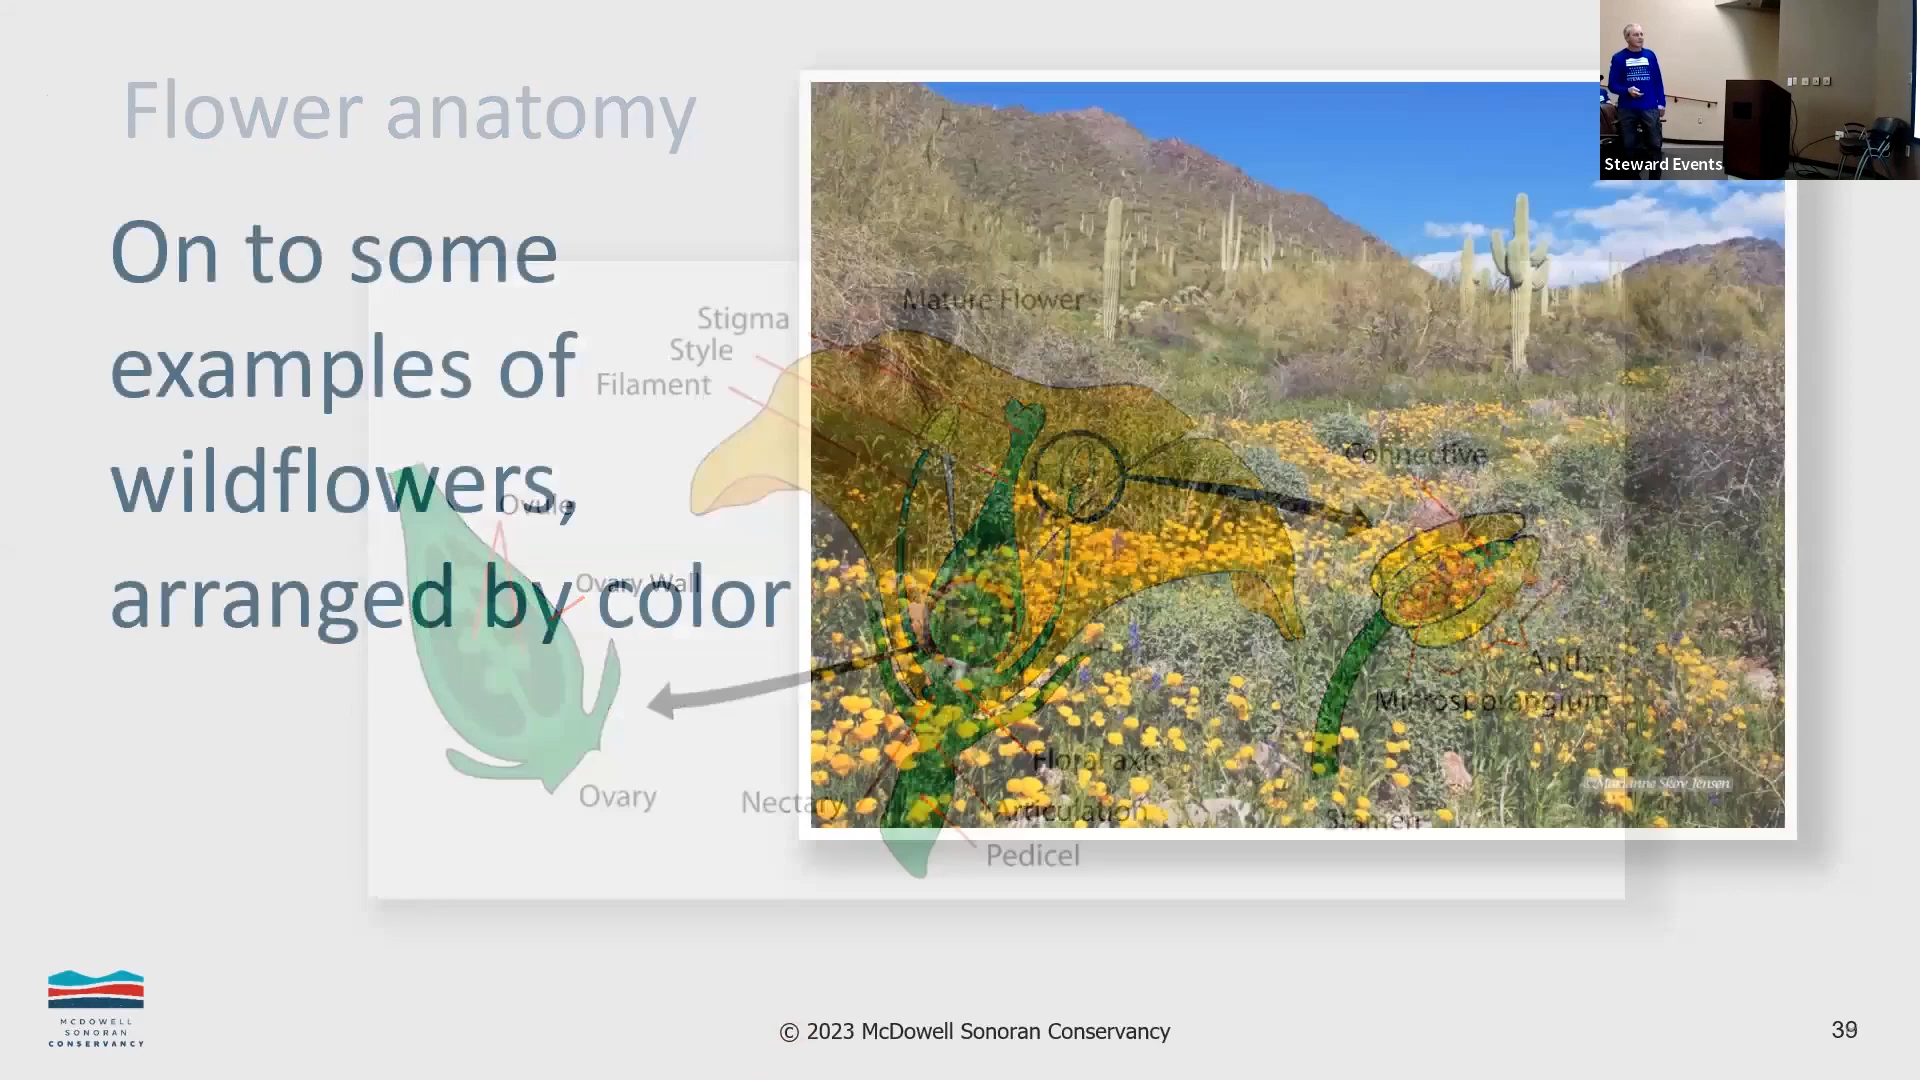 Flower anatomy
On to some
examples of
wildflowers,
arranged by color
Steward Events
STEWARD
Mature Flower
Stigma
Style
Filament
Connective
Ovule
Ovary Wall
Anther
Microsporangium
Floral axis
Ovary
Nectary
Articulation
Stamen
Pedicel
©Marianne Skov Jensen
MCDOWELL
SONORAN
CONSERVANCY
© 2023 McDowell Sonoran Conservancy
39